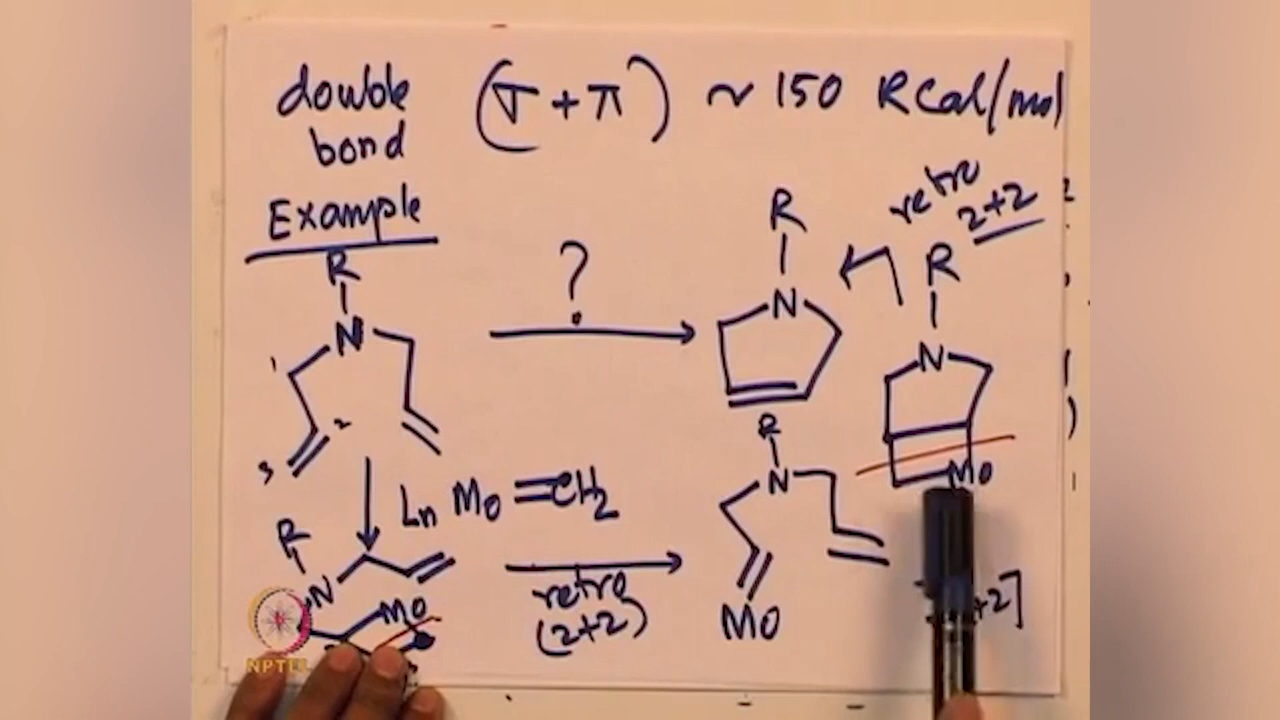 double bond (σ + π) ~ 150 KCal/mol
Example
retro
2+2
R
N
1
2
3
?
R
N
R
N
Mo
Ln Mo =CH2
R
N
Mo
retro
(2+2)
R
N
Mo
+2]
NPTEL